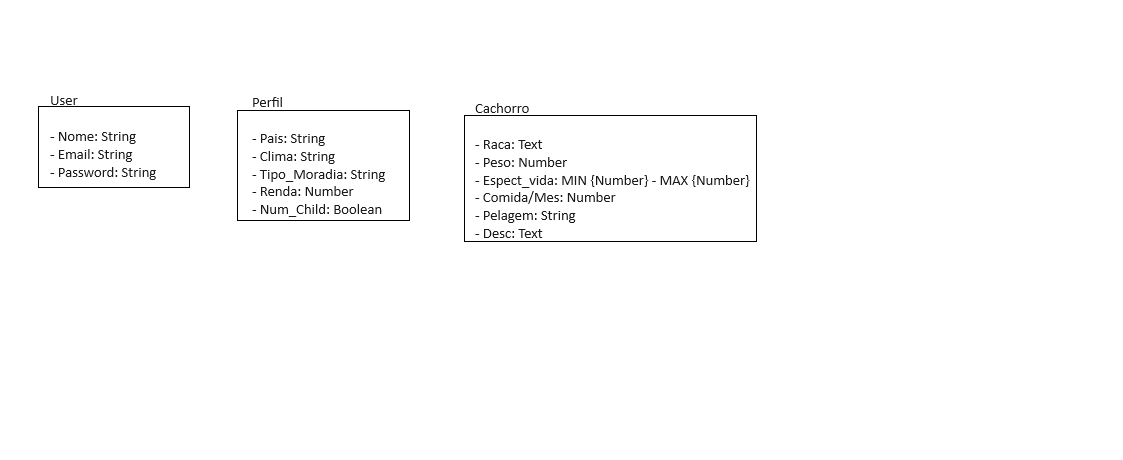 User
- Nome: String
- Email: String
- Password: String
Perfil
- Pais: String
- Clima: String
- Tipo_Moradia: String
- Renda: Number
- Num_Child: Boolean
Cachorro
- Raca: Text
- Peso: Number
- Espect_vida: MIN {Number} - MAX {Number}
- Comida/Mes: Number
- Pelagem: String
- Desc: Text